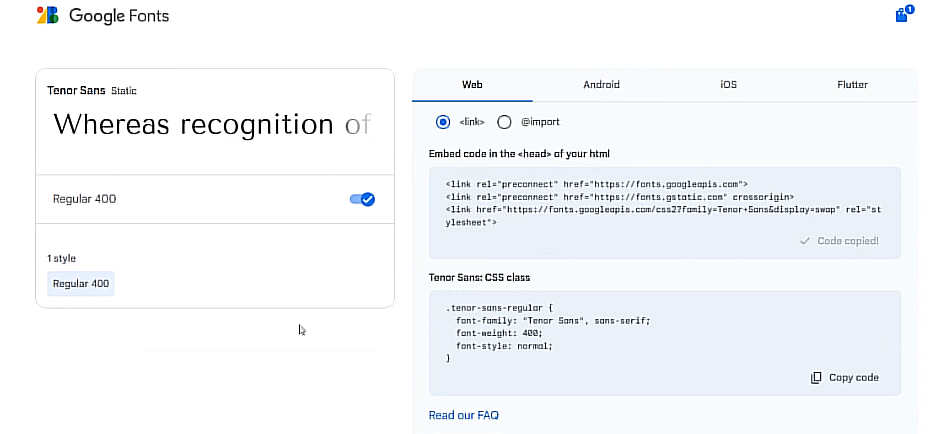 Google Fonts
1
Tenor Sans Static
Whereas recognition of
Regular 400
1 style
Regular 400
Web
Android
iOS
Flutter
<link>
@import
Embed code in the <head> of your html
<link rel="preconnect" href="https://fonts.googleapis.com">
<link rel="preconnect" href="https://fonts.gstatic.com" crossorigin>
<link href="https://fonts.googleapis.com/css2?family=Tenor+Sans&display=swap" rel="st
ylesheet">
Code copied!
Tenor Sans: CSS class
.tenor-sans-regular {
font-family: "Tenor Sans", sans-serif;
font-weight: 400;
font-style: normal;
}
Copy code
Read our FAQ